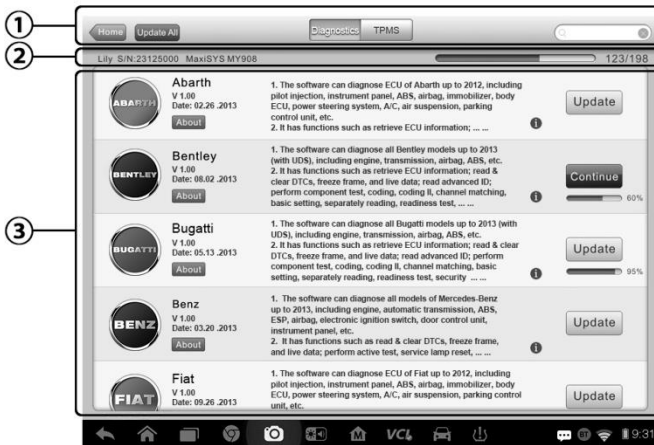 1
Home Update All Diagnostics TPMS
2
Lily S/N:23125000 MaxiSYS MY908 123/198
3
ABARTH
Abarth
V 1.00
Date: 02.26 .2013
About
1. The software can diagnose ECU of Abarth up to 2012, including
pilot injection, instrument panel, ABS, airbag, immobilizer, body
ECU, power steering system, A/C, air suspension, parking
control unit, etc.
2. It has functions such as retrieve ECU information; ... ...
i
Update
BENTLEY
Bentley
V 1.00
Date: 08.02 .2013
About
1. The software can diagnose all Bentley models up to 2013
(with UDS), including engine, transmission, airbag, ABS, etc.
2. It has functions such as retrieve ECU information; read &
clear DTCs, freeze frame, and live data; read advanced ID;
perform component test, coding, coding II, channel matching,
basic setting, separately reading, readiness test, ... ...
i
Continue
60%
BUGATTI
Bugatti
V 1.00
Date: 05.13 .2013
About
1. The software can diagnose all Bugatti models up to 2013 (with
UDS), including engine, transmission, airbag, ABS, etc.
2. It has functions such as retrieve ECU information; read & clear
DTCs, freeze frame, and live data; read advanced ID; perform
component test, coding, coding II, channel matching, basic
setting, separately reading, readiness test, security ... ...
i
Update
95%
BENZ
Benz
V 1.00
Date: 03.20 .2013
About
1. The software can diagnose all models of Mercedes-Benz
up to 2013, including engine, automatic transmission, ABS,
ESP, airbag, electronic ignition switch, door control unit,
instrument panel, etc.
2. It has functions such as read & clear DTCs, freeze frame,
and live data; perform active test, service lamp reset, ... ...
i
Update
FIAT
Fiat
V 1.00
Date: 09.26 .2013
1. The software can diagnose ECU of Fiat up to 2012, including
pilot injection, instrument panel, ABS, airbag, immobilizer, body
ECU, power steering system, A/C, air suspension, parking control
unit, etc.
Update
M VCI BT 9:31